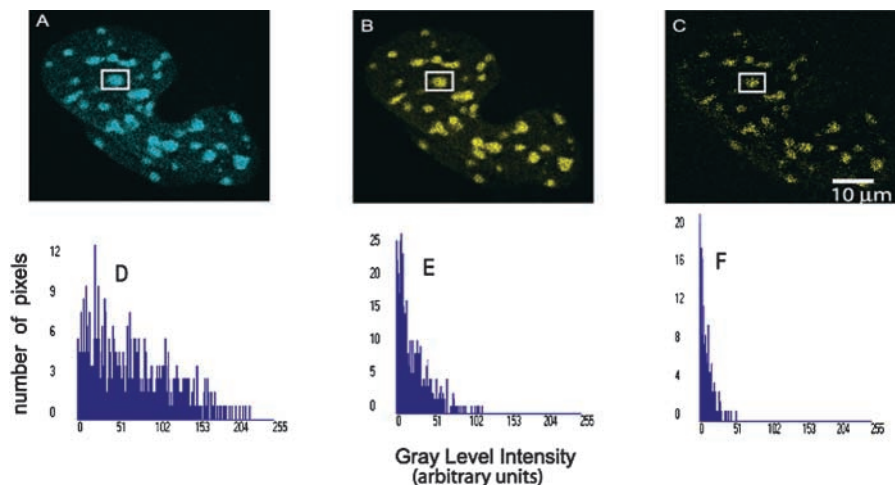 A
B
C
10 μm
D
E
F
number of pixels
12
9
6
3
0
0 51 102 153 204 255
25
20
15
10
5
0
0 51 102 153 204 255
20
16
12
8
4
0
0 51 102 153 204 255
Gray Level Intensity
(arbitrary units)